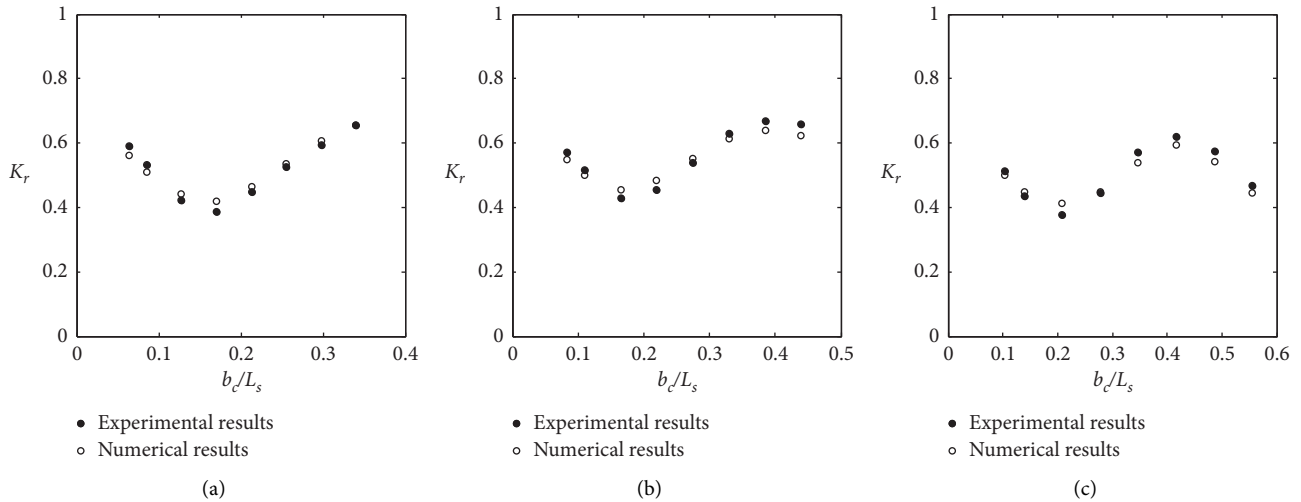 1
0.8
0.6
K_r
0.4
0.2
0
0 0.1 0.2 0.3 0.4
b_c/L_s
Experimental results
Numerical results
(a)
1
0.8
0.6
K_r
0.4
0.2
0
0 0.1 0.2 0.3 0.4 0.5
b_c/L_s
Experimental results
Numerical results
(b)
1
0.8
0.6
K_r
0.4
0.2
0
0 0.1 0.2 0.3 0.4 0.5 0.6
b_c/L_s
Experimental results
Numerical results
(c)